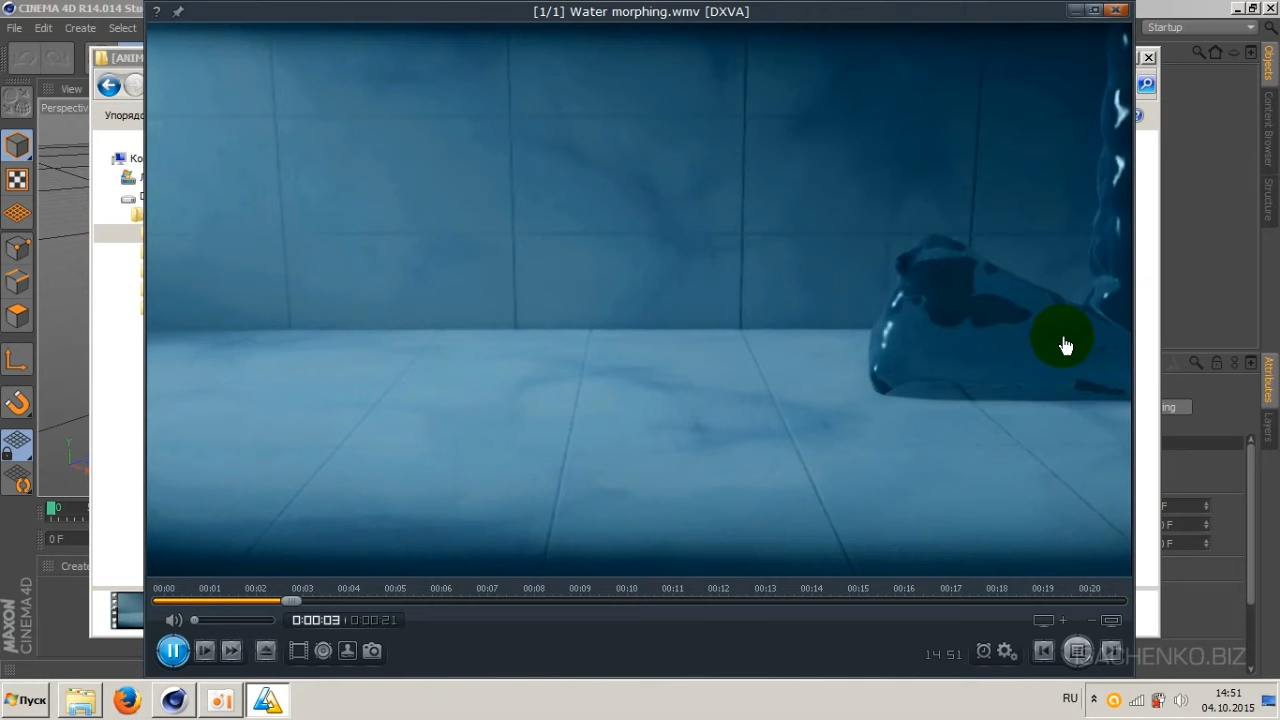 CINEMA 4D R14.014 Stud
[1/1] Water morphing.wmv [DXVA]
File Edit Create Select
Startup
[ANIM
View
Perspectiv
Упорядо
Objects
Content Browser
Structure
Attributes
Layers
ing
Y
0
0 F
F
F
F
Create
MAXON
CINEMA 4D
00:00 00:01 00:02 00:03 00:04 00:05 00:06 00:07 00:08 00:09 00:10 00:11 00:12 00:13 00:14 00:15 00:16 00:17 00:18 00:19 00:20
0:00:03 0:00:21
14 51
Пуск
RU
14:51
04.10.2015